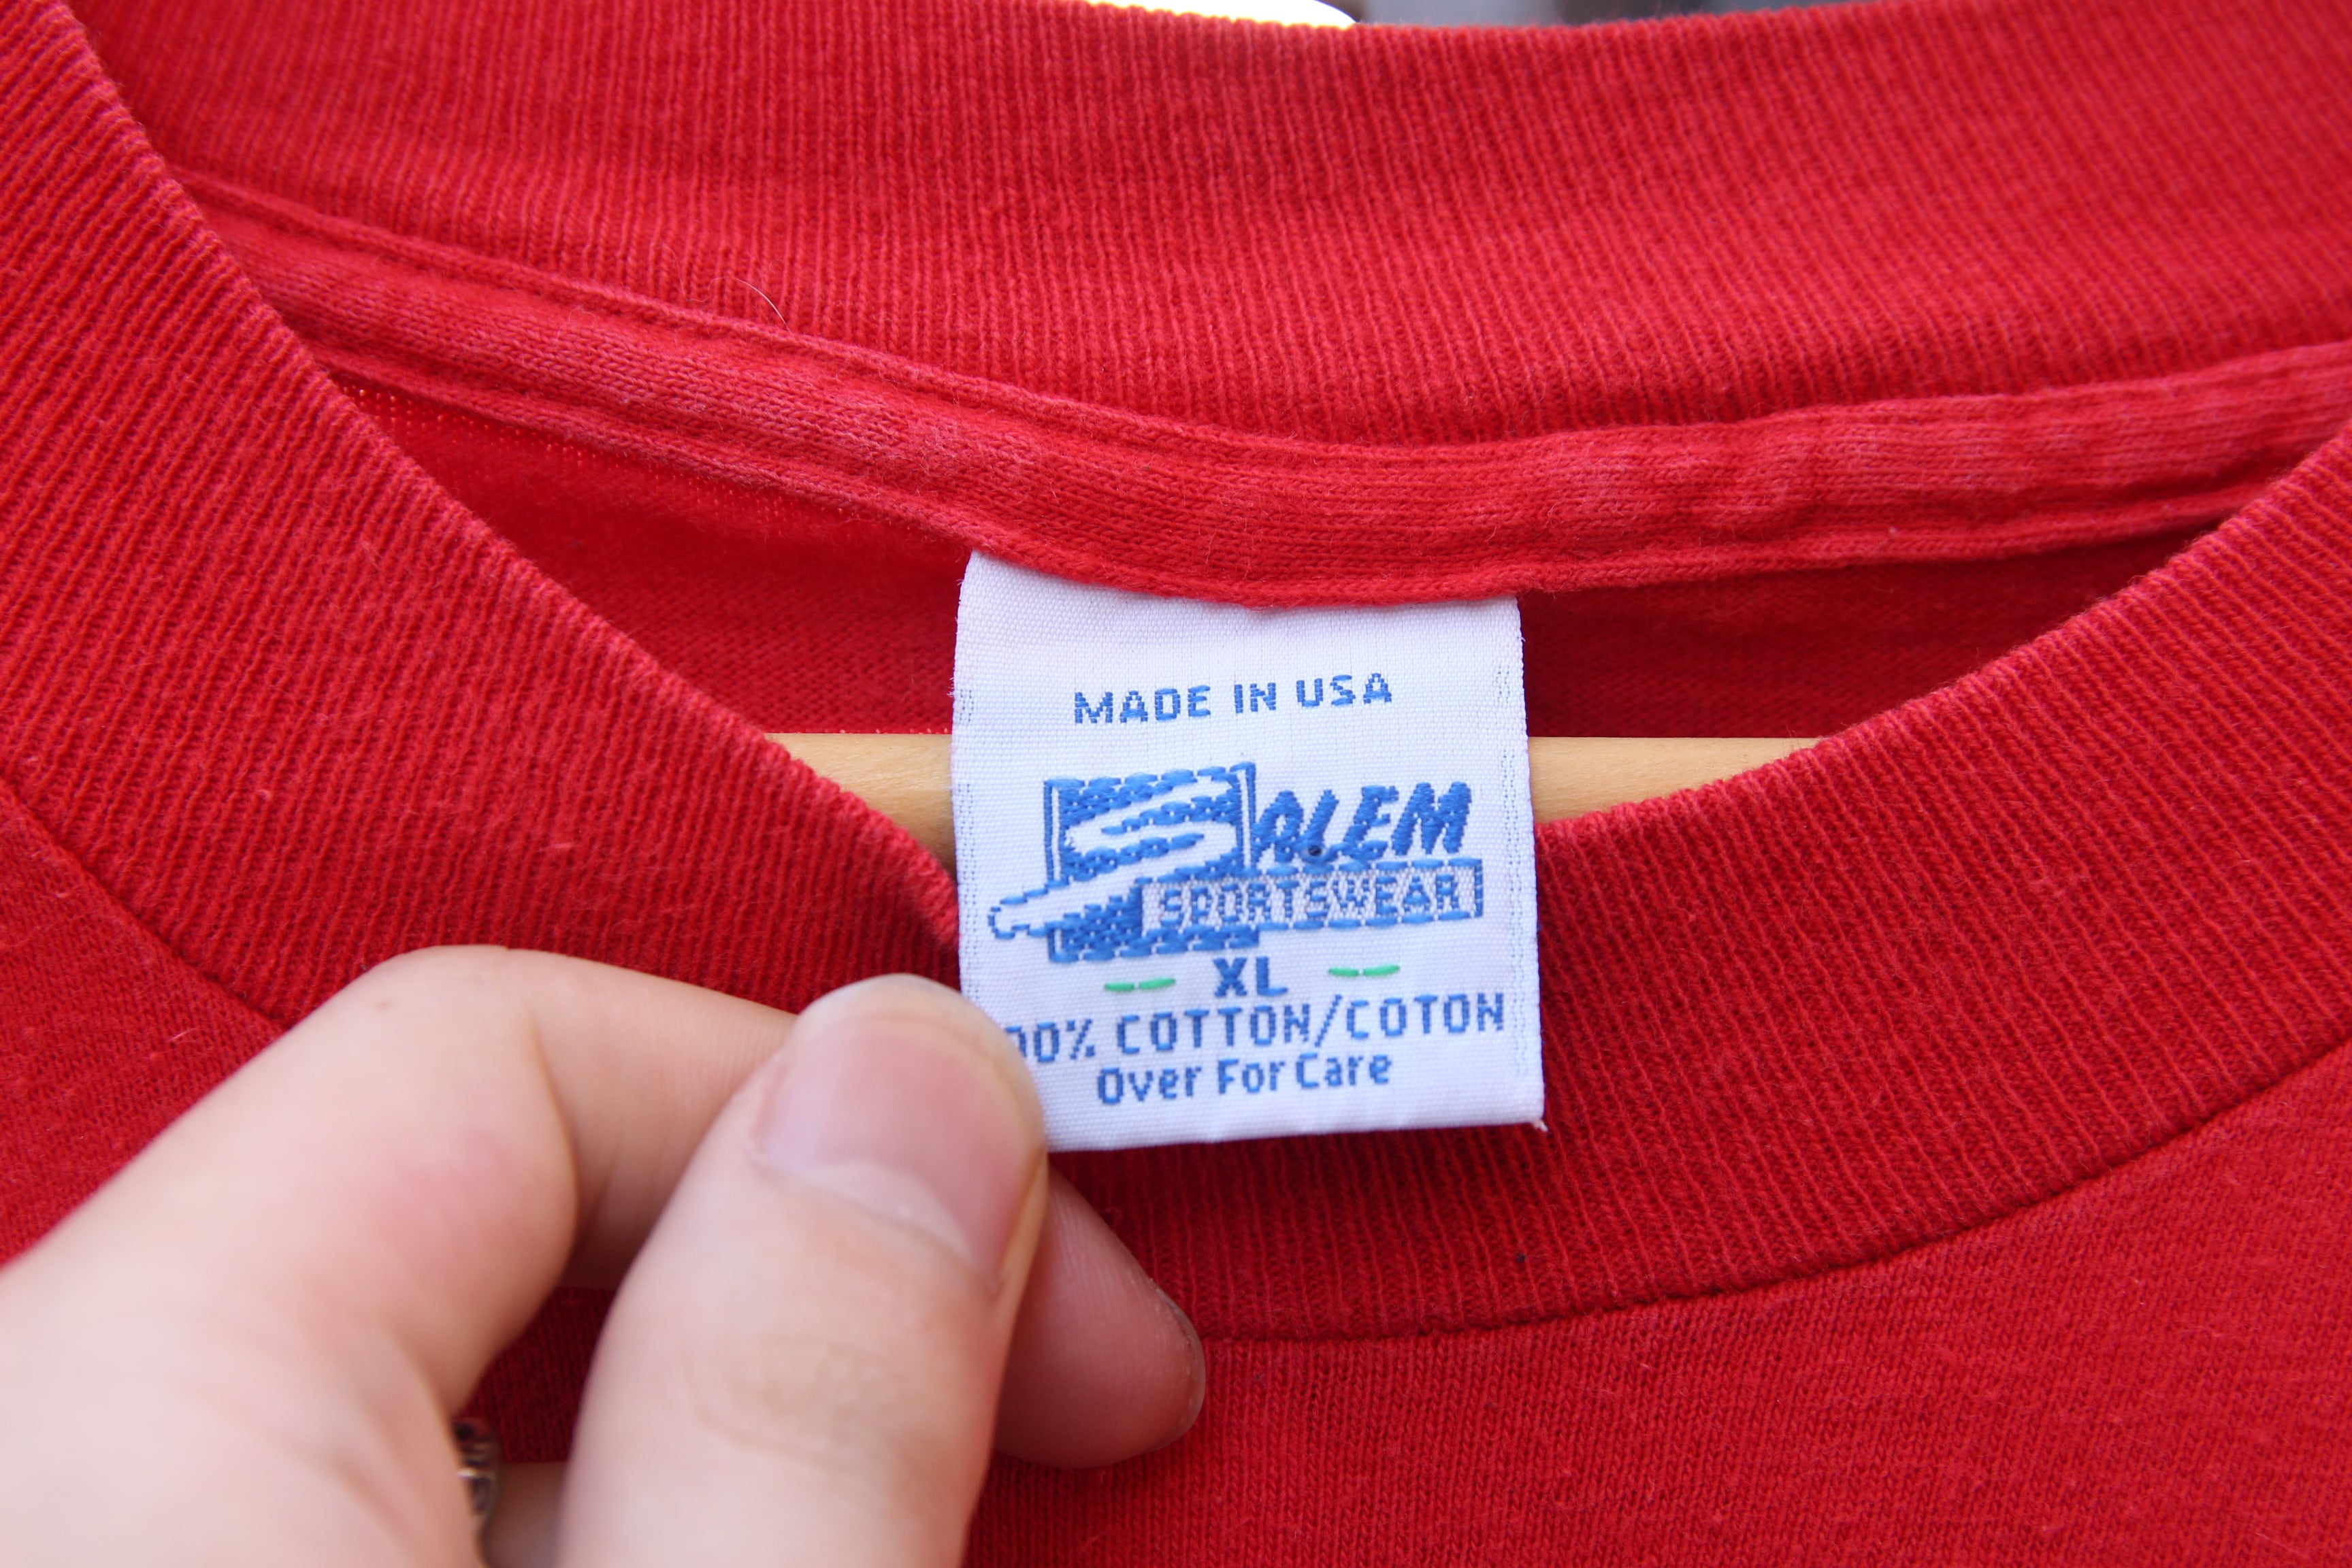 MADE IN USA
SALEM
SPORTSWEAR
XL
00% COTTON/COTON
Over For Care